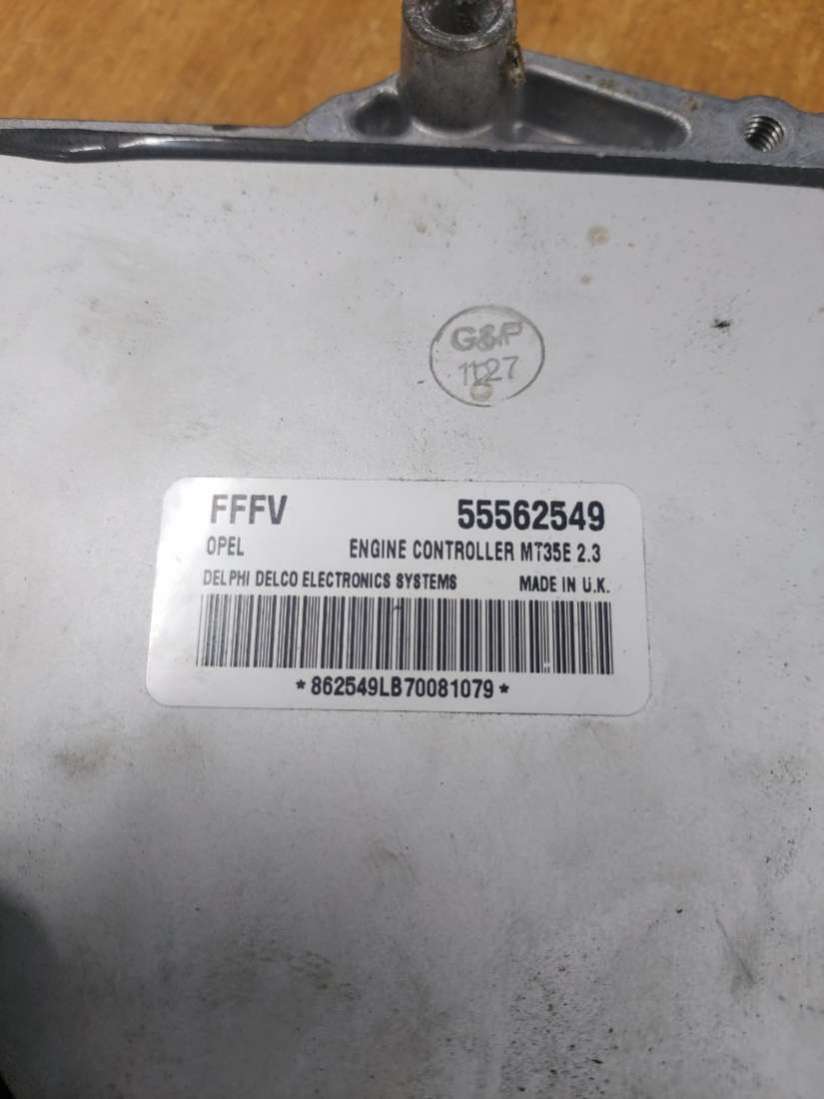 G&P
1127
FFFV 55562549
OPEL ENGINE CONTROLLER MT35E 2.3
DELPHI DELCO ELECTRONICS SYSTEMS MADE IN U.K.
*862549LB70081079*